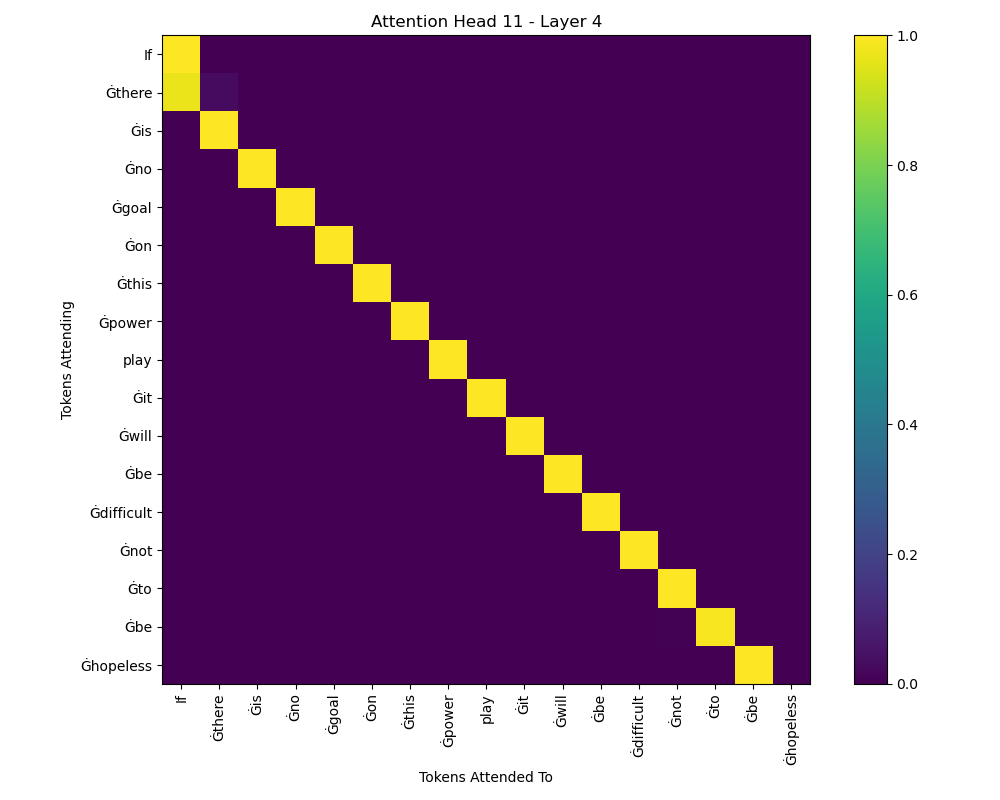 Attention Head 11 - Layer 4
Tokens Attending
If
Ġthere
Ġis
Ġno
Ġgoal
Ġon
Ġthis
Ġpower
play
Ġit
Ġwill
Ġbe
Ġdifficult
Ġnot
Ġto
Ġbe
Ġhopeless
If
Ġthere
Ġis
Ġno
Ġgoal
Ġon
Ġthis
Ġpower
play
Ġit
Ġwill
Ġbe
Ġdifficult
Ġnot
Ġto
Ġbe
Ġhopeless
Tokens Attended To
1.0
0.8
0.6
0.4
0.2
0.0